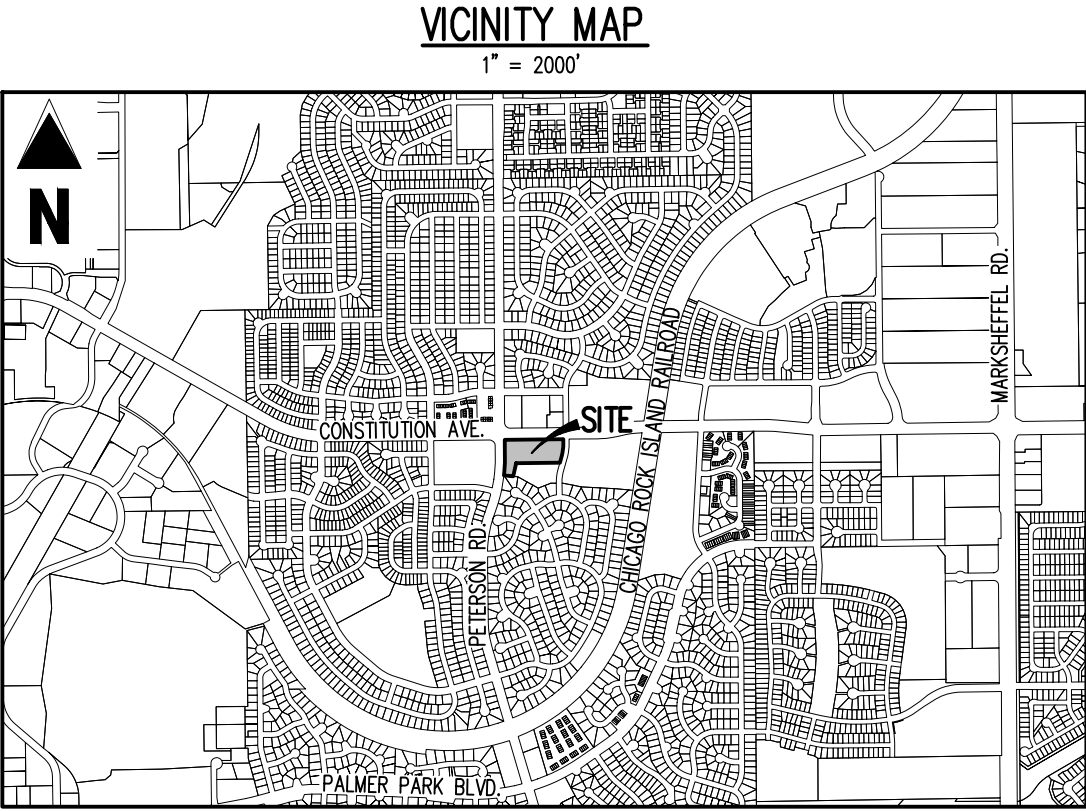 VICINITY MAP
1" = 2000'
N
MARKSHEFFEL RD.
CHICAGO ROCK ISLAND RAILROAD
SITE
CONSTITUTION AVE.
PETERSON RD.
PALMER PARK BLVD.